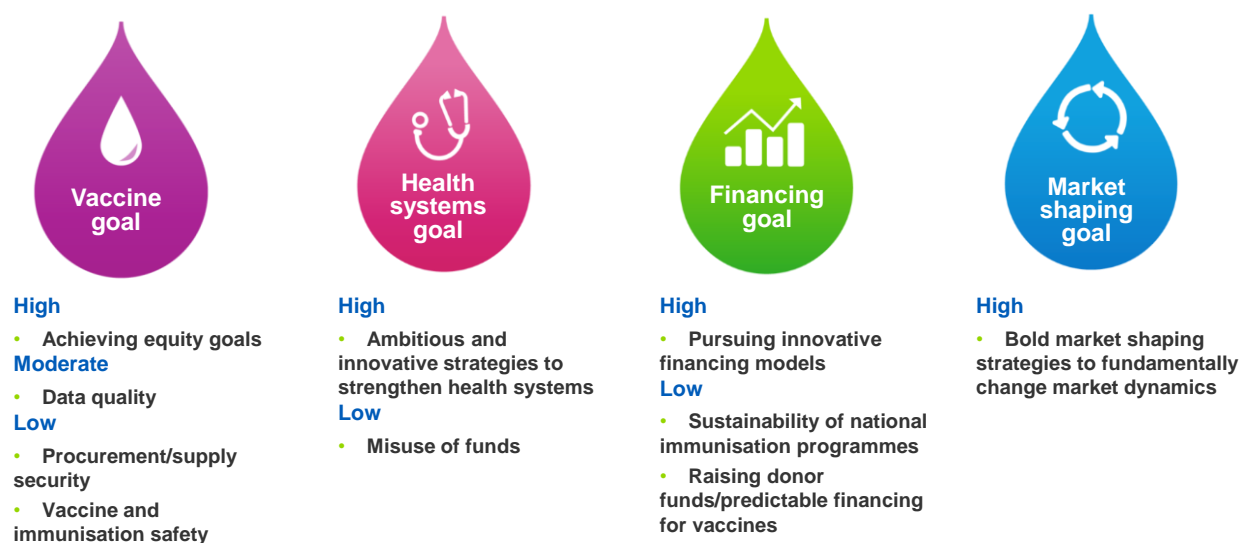 Vaccine
goal
High
• Achieving equity goals
Moderate
• Data quality
Low
• Procurement/supply
security
• Vaccine and
immunisation safety
Health
systems
goal
High
• Ambitious and
innovative strategies to
strengthen health systems
Low
• Misuse of funds
Financing
goal
High
• Pursuing innovative
financing models
Low
• Sustainability of national
immunisation programmes
• Raising donor
funds/predictable financing
for vaccines
Market
shaping
goal
High
• Bold market shaping
strategies to fundamentally
change market dynamics